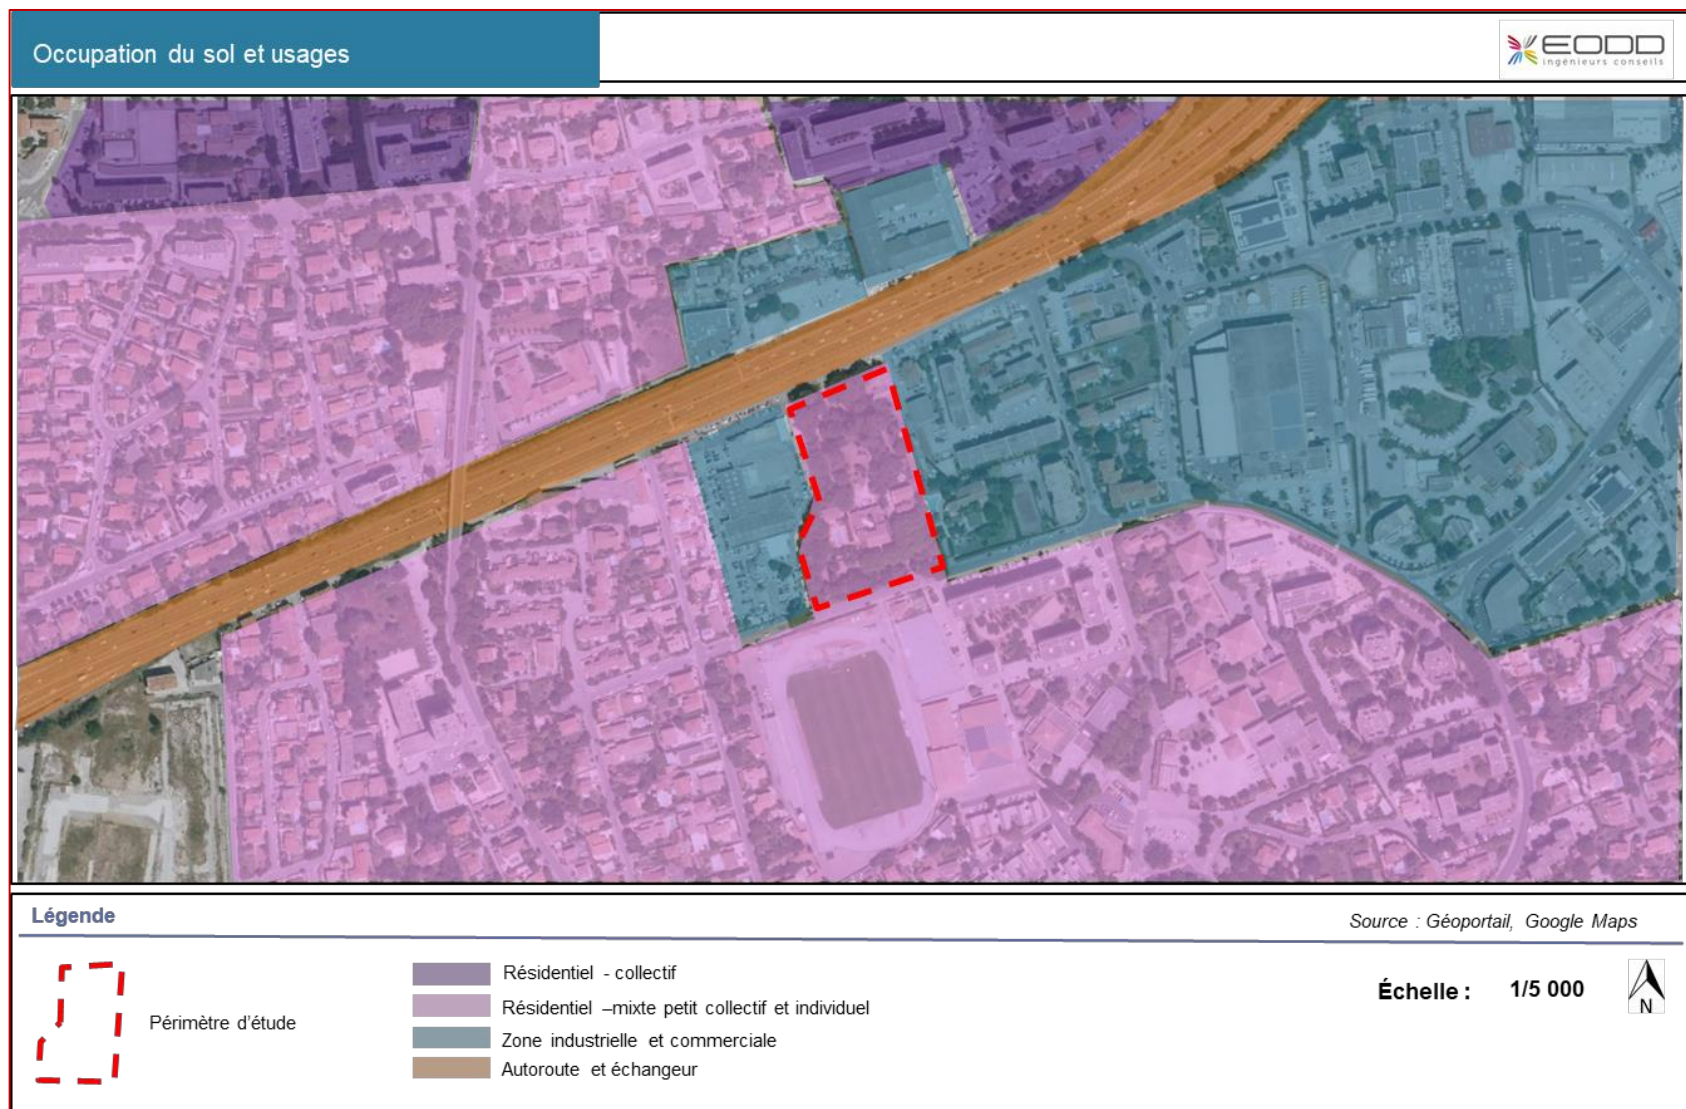 Occupation du sol et usages
EODD
ingénieurs conseils
Légende
Source : Géoportail, Google Maps
Périmètre d'étude
Résidentiel - collectif
Résidentiel –mixte petit collectif et individuel
Zone industrielle et commerciale
Autoroute et échangeur
Échelle : 1/5 000
N